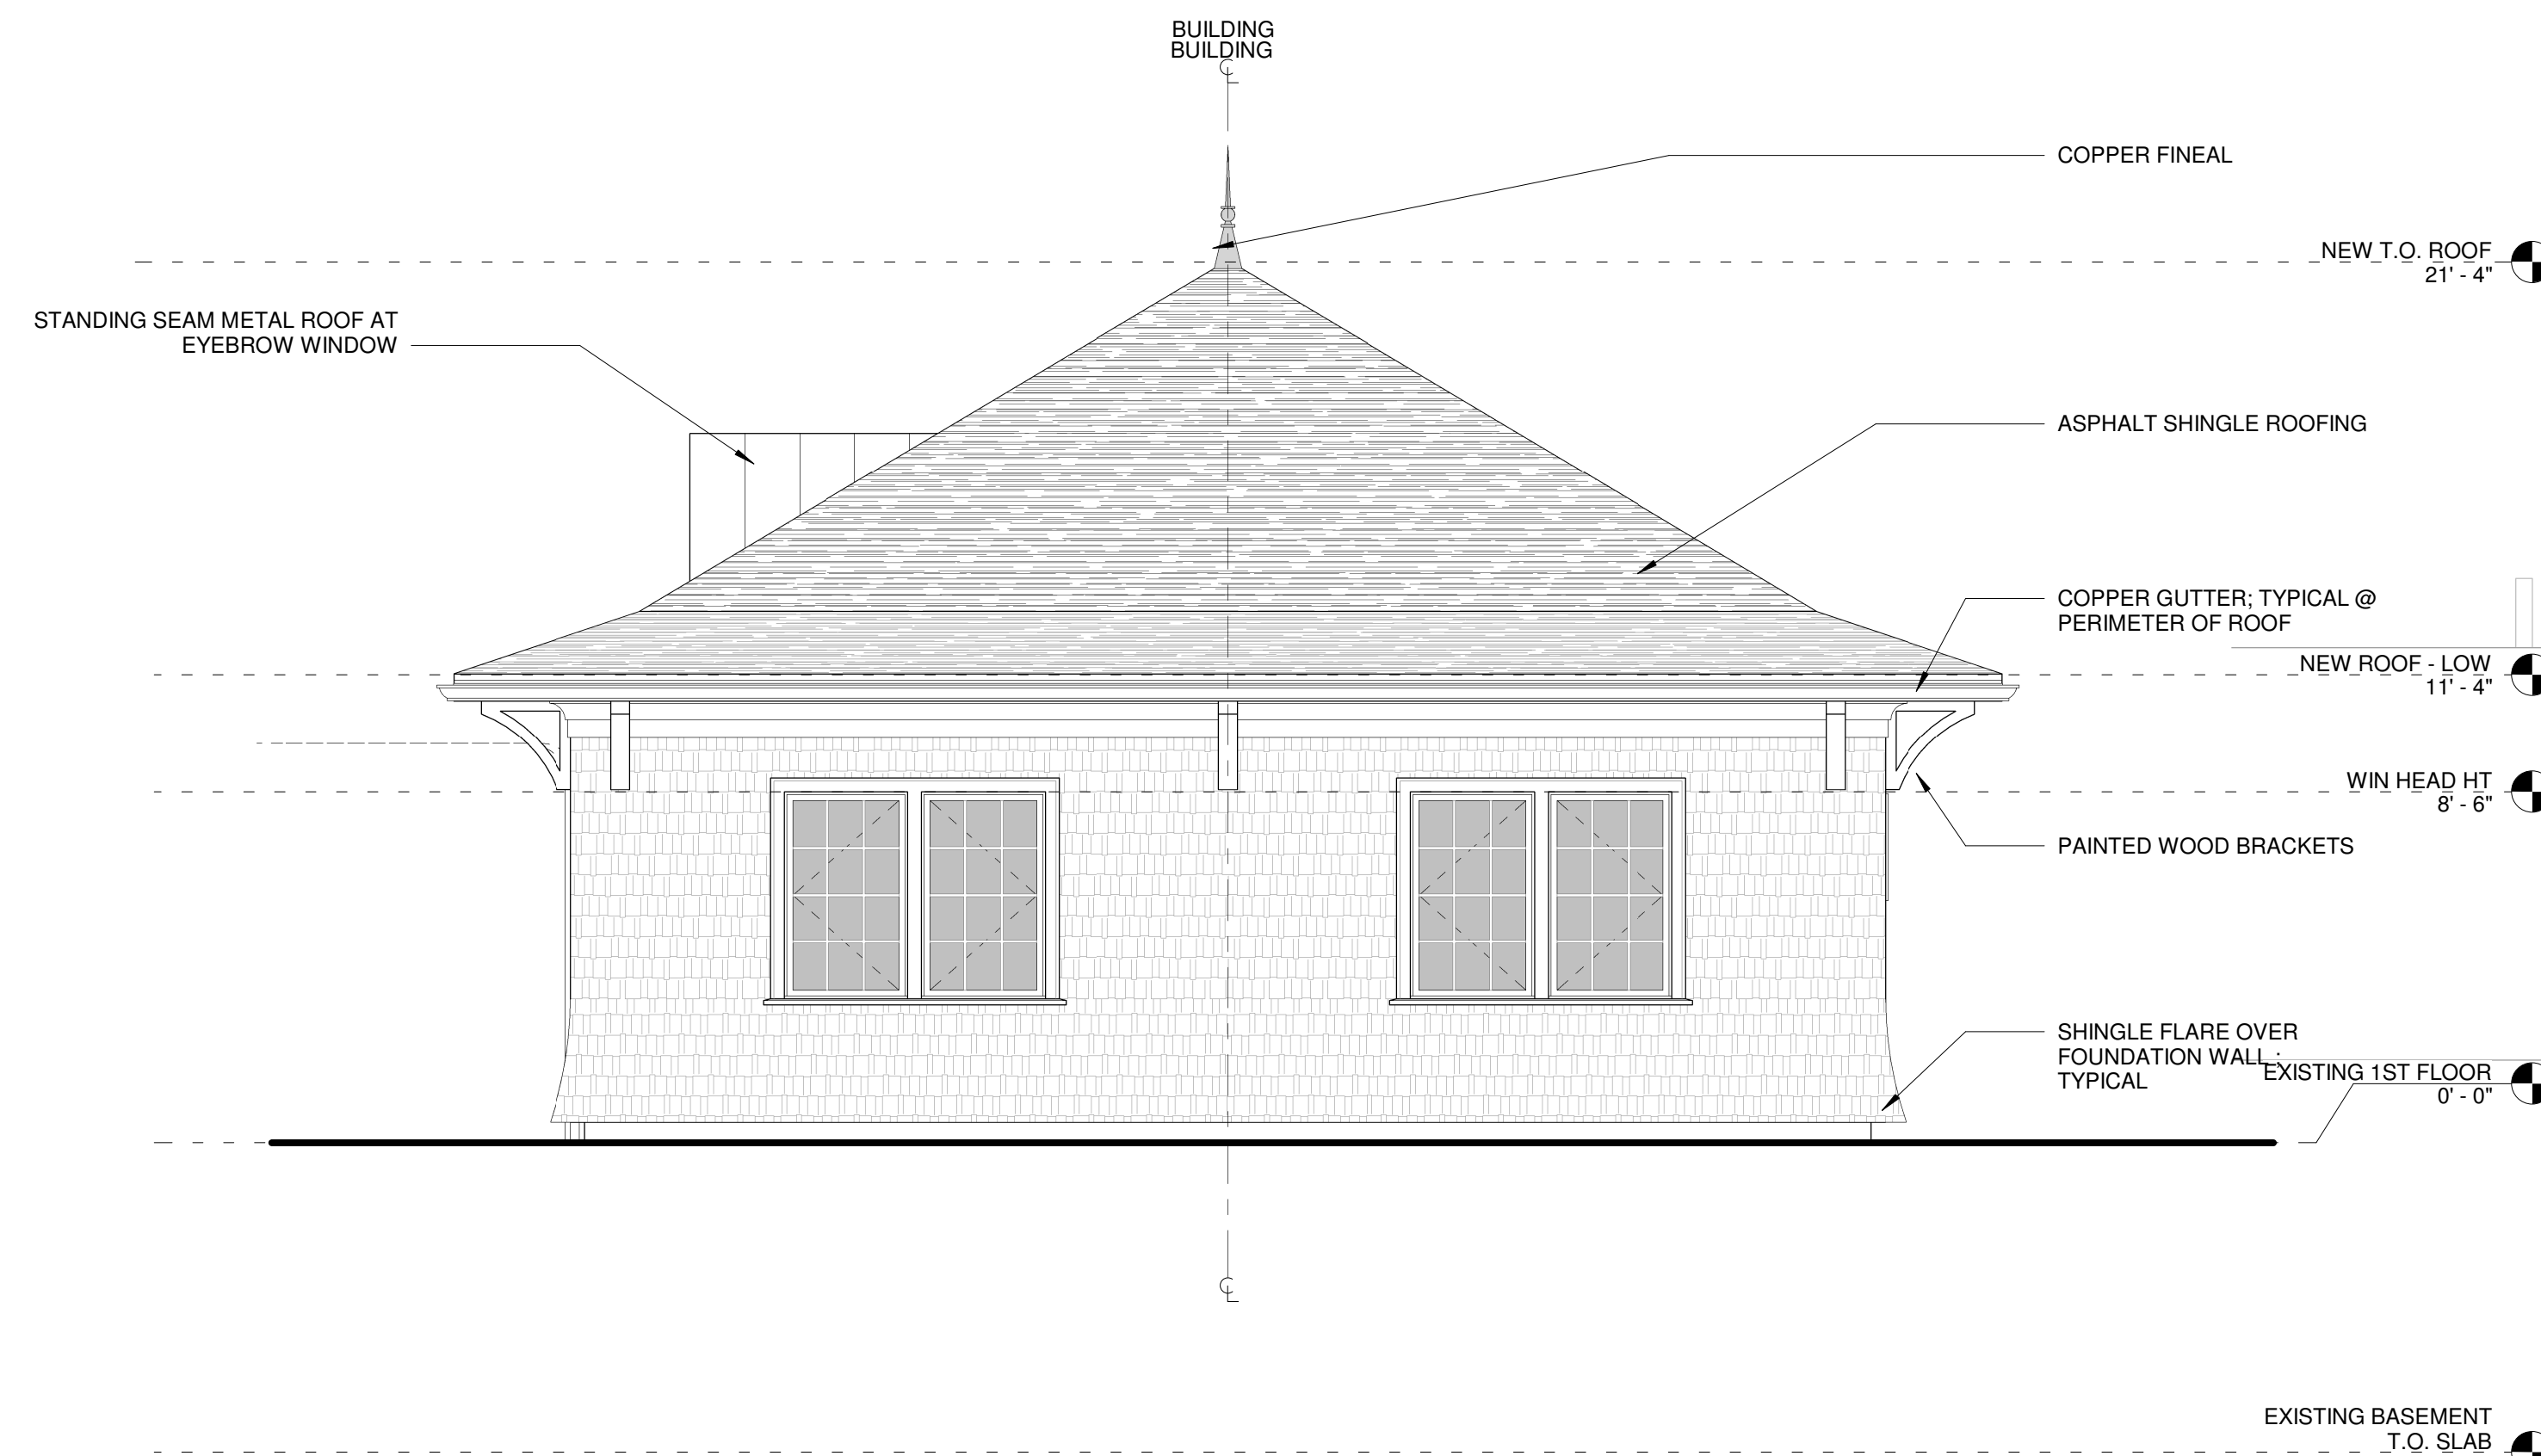 BUILDING
BUILDING
COPPER FINEAL
NEW T.O. ROOF
21' - 4"
STANDING SEAM METAL ROOF AT
EYEBROW WINDOW
ASPHALT SHINGLE ROOFING
COPPER GUTTER; TYPICAL @
PERIMETER OF ROOF
NEW ROOF - LOW
11' - 4"
WIN HEAD HT
8' - 6"
PAINTED WOOD BRACKETS
SHINGLE FLARE OVER
FOUNDATION WALL ;
TYPICAL
EXISTING 1ST FLOOR
0' - 0"
EXISTING BASEMENT
T.O. SLAB